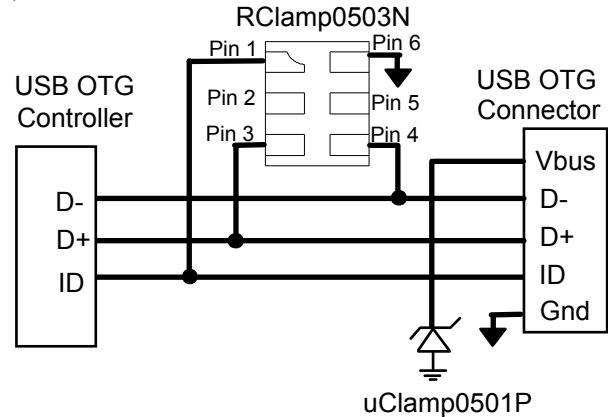 RClamp0503N
Pin 1
Pin 6
Pin 2
Pin 5
Pin 3
Pin 4
USB OTG
Controller
D-
D+
ID
USB OTG
Connector
Vbus
D-
D+
ID
Gnd
uClamp0501P